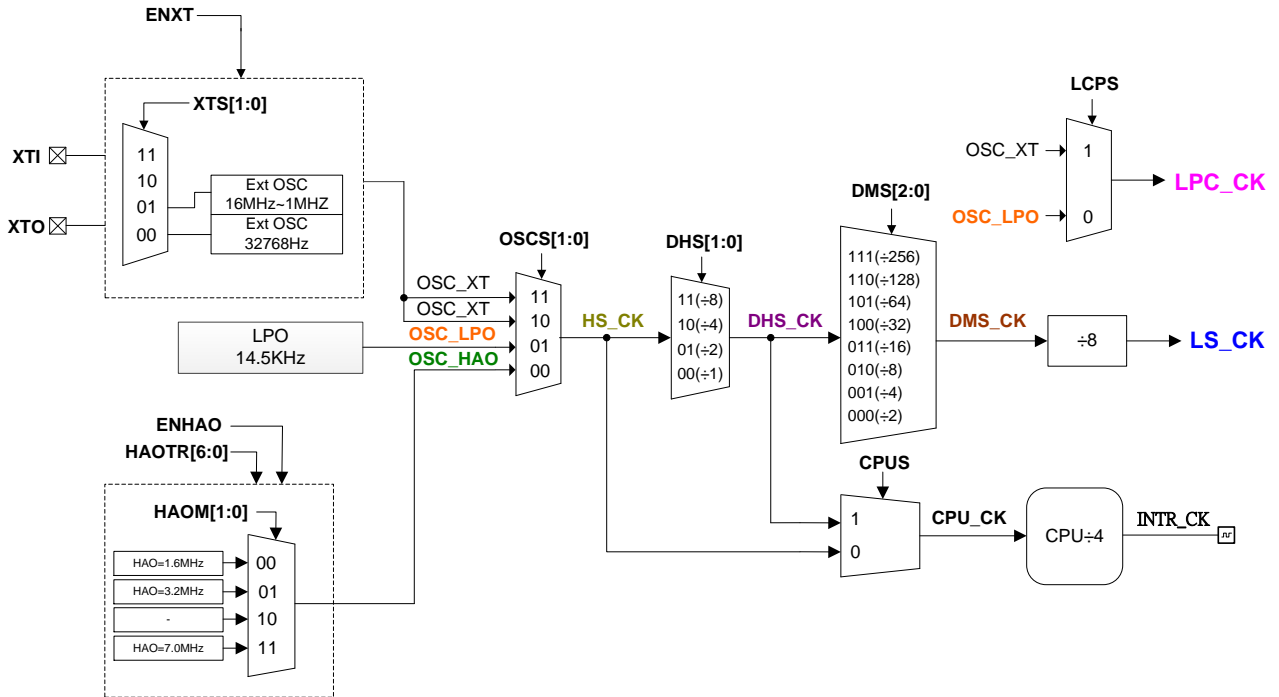 ENXT
XTS[1:0]
XTI
XTO
11
10
01
00
Ext OSC
16MHz~1MHZ
Ext OSC
32768Hz
LPO
14.5KHz
ENHAO
HAOTR[6:0]
HAOM[1:0]
HAO=1.6MHz
HAO=3.2MHz
-
HAO=7.0MHz
00
01
10
11
OSCS[1:0]
OSC_XT
OSC_XT
OSC_LPO
OSC_HAO
11
10
01
00
HS_CK
DHS[1:0]
11(÷8)
10(÷4)
01(÷2)
00(÷1)
DHS_CK
DMS[2:0]
111(÷256)
110(÷128)
101(÷64)
100(÷32)
011(÷16)
010(÷8)
001(÷4)
000(÷2)
DMS_CK
÷8
LS_CK
LCPS
OSC_XT
OSC_LPO
1
0
LPC_CK
CPUS
1
0
CPU_CK
CPU÷4
INTR_CK